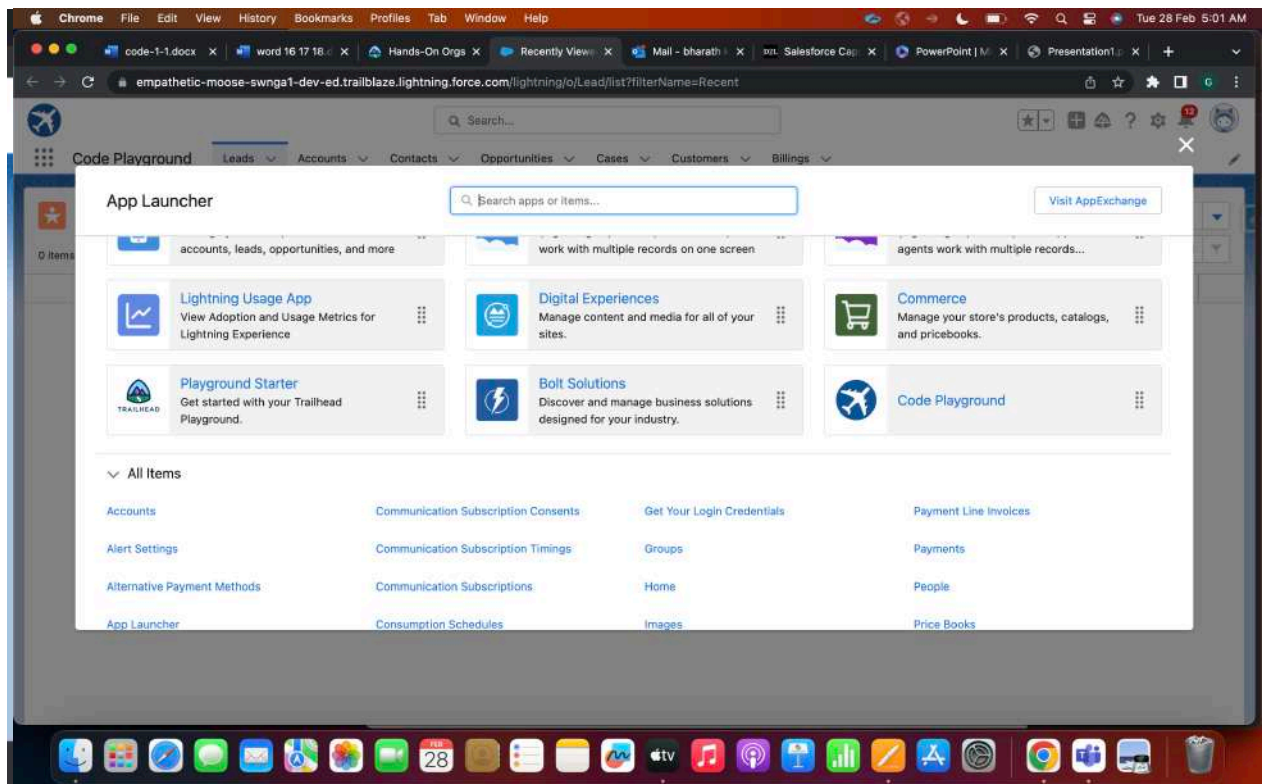 Chrome File Edit View History Bookmarks Profiles Tab Window Help Tue 28 Feb 5:01 AM
code-1-1.docx word 16 17 18.d Hands-On Orgs Recently View Mail - bharath Salesforce Cap PowerPoint | M Presentation1.p
empathetic-moose-swnga1-dev-ed.trailblaze.lightning.force.com/lightning/o/Lead/list?filterName=Recent G
Search...
Code Playground Leads Accounts Contacts Opportunities Cases Customers Billings
App Launcher Search apps or items... Visit AppExchange
0 items
accounts, leads, opportunities, and more work with multiple records on one screen agents work with multiple records...
Lightning Usage App
View Adoption and Usage Metrics for
Lightning Experience
Digital Experiences
Manage content and media for all of your
sites.
Commerce
Manage your store's products, catalogs,
and pricebooks.
TRAILHEAD
Playground Starter
Get started with your Trailhead
Playground.
Bolt Solutions
Discover and manage business solutions
designed for your industry.
Code Playground
All Items
Accounts Communication Subscription Consents Get Your Login Credentials Payment Line Invoices
Alert Settings Communication Subscription Timings Groups Payments
Alternative Payment Methods Communication Subscriptions Home People
App Launcher Consumption Schedules Images Price Books
FEB
28
tv